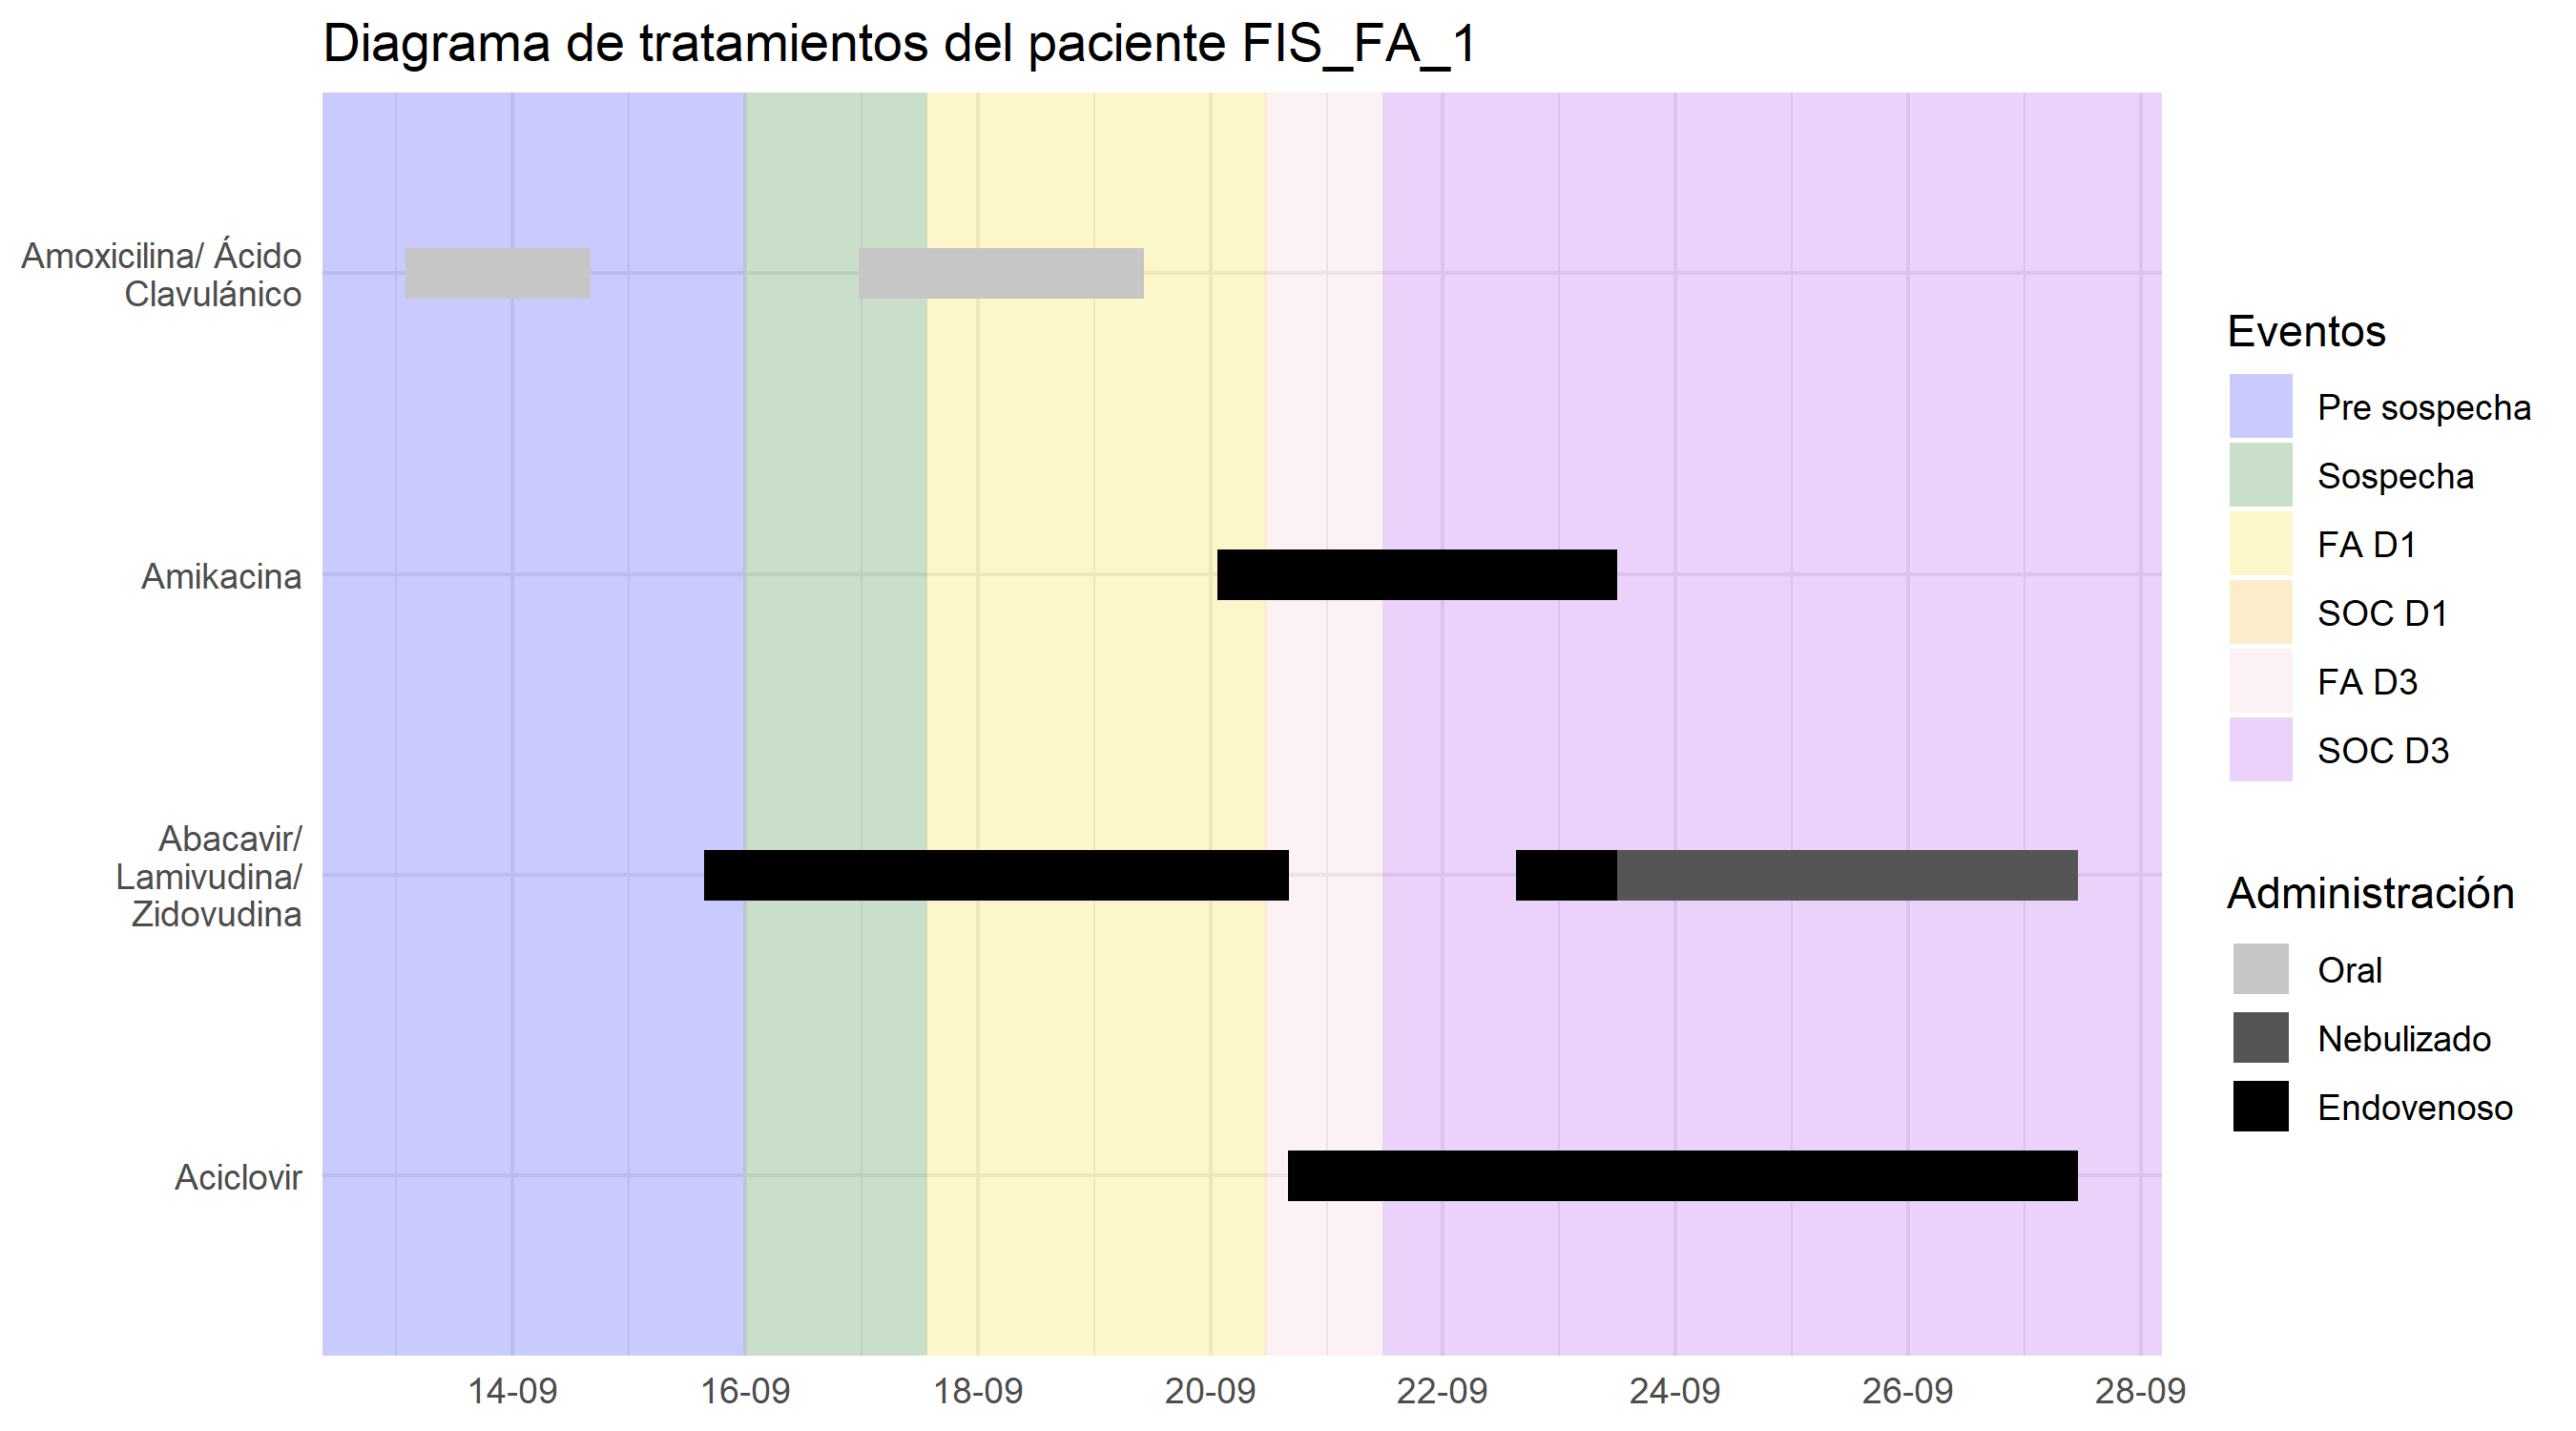 Diagrama de tratamientos del paciente FIS_FA_1
Amoxicilina/ Ácido
Clavulánico
Amikacina
Abacavir/
Lamivudina/
Zidovudina
Aciclovir
14-09
16-09
18-09
20-09
22-09
24-09
26-09
28-09
Eventos
Pre sospecha
Sospecha
FA D1
SOC D1
FA D3
SOC D3
Administración
Oral
Nebulizado
Endovenoso